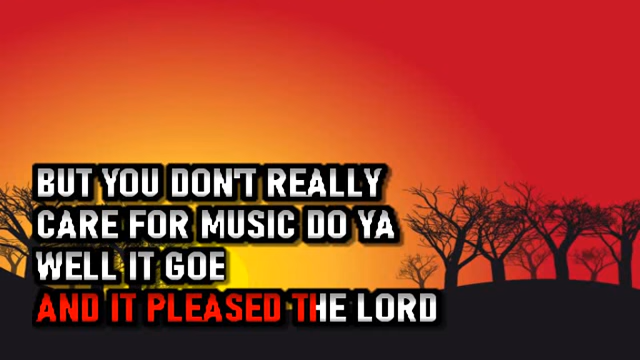 BUT YOU DON'T REALLY
CARE FOR MUSIC DO YA
WELL IT GOE
AND IT PLEASED THE LORD